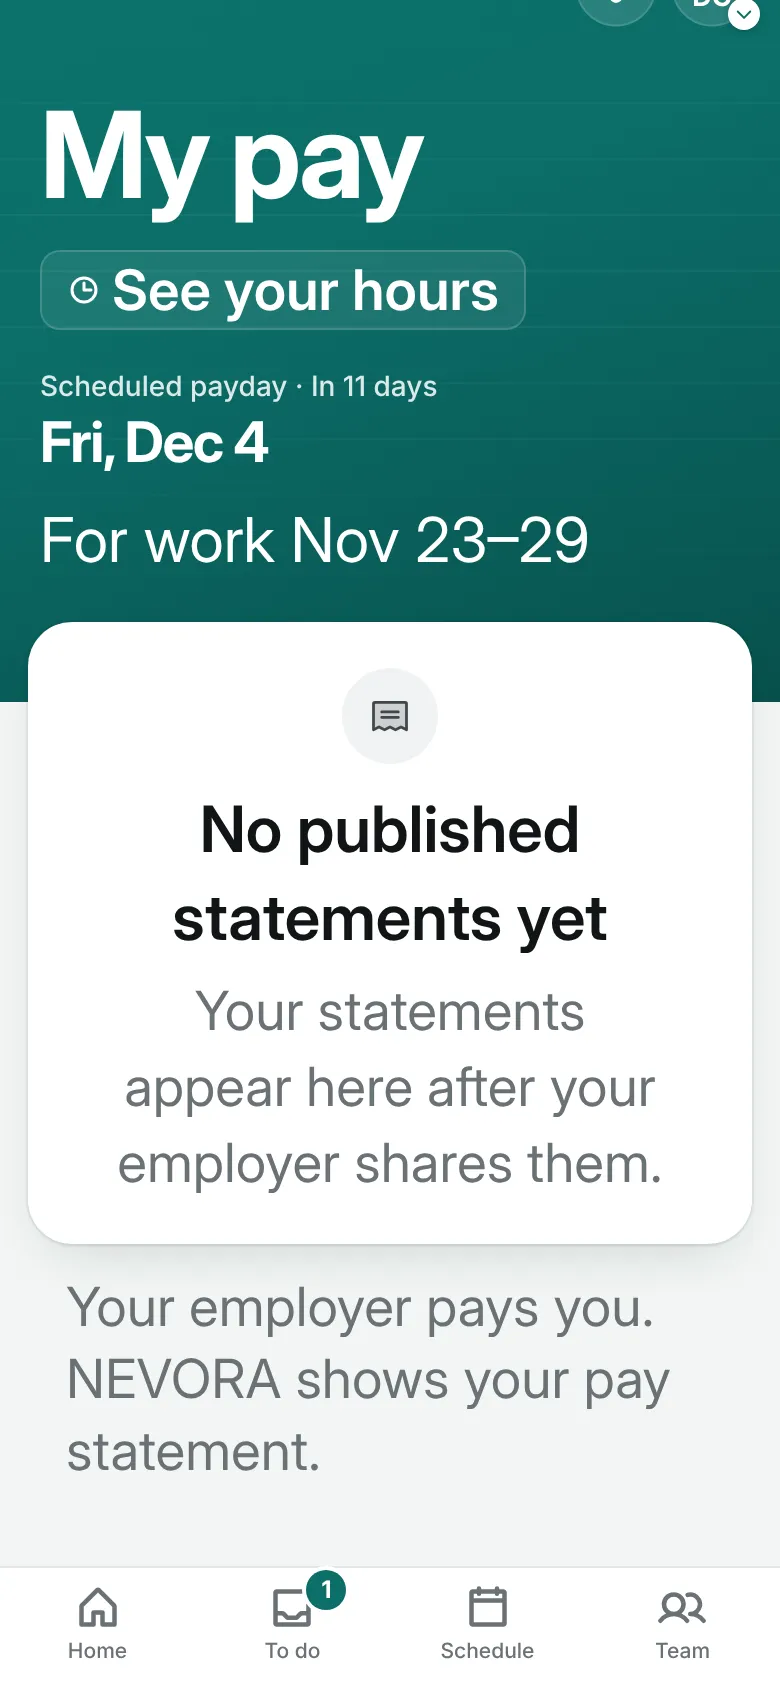 My pay
See your hours
Scheduled payday · In 11 days
Fri, Dec 4
For work Nov 23–29
No published
statements yet
Your statements
appear here after your
employer shares them.
Your employer pays you.
NEVORA shows your pay
statement.
1
Home
To do
Schedule
Team